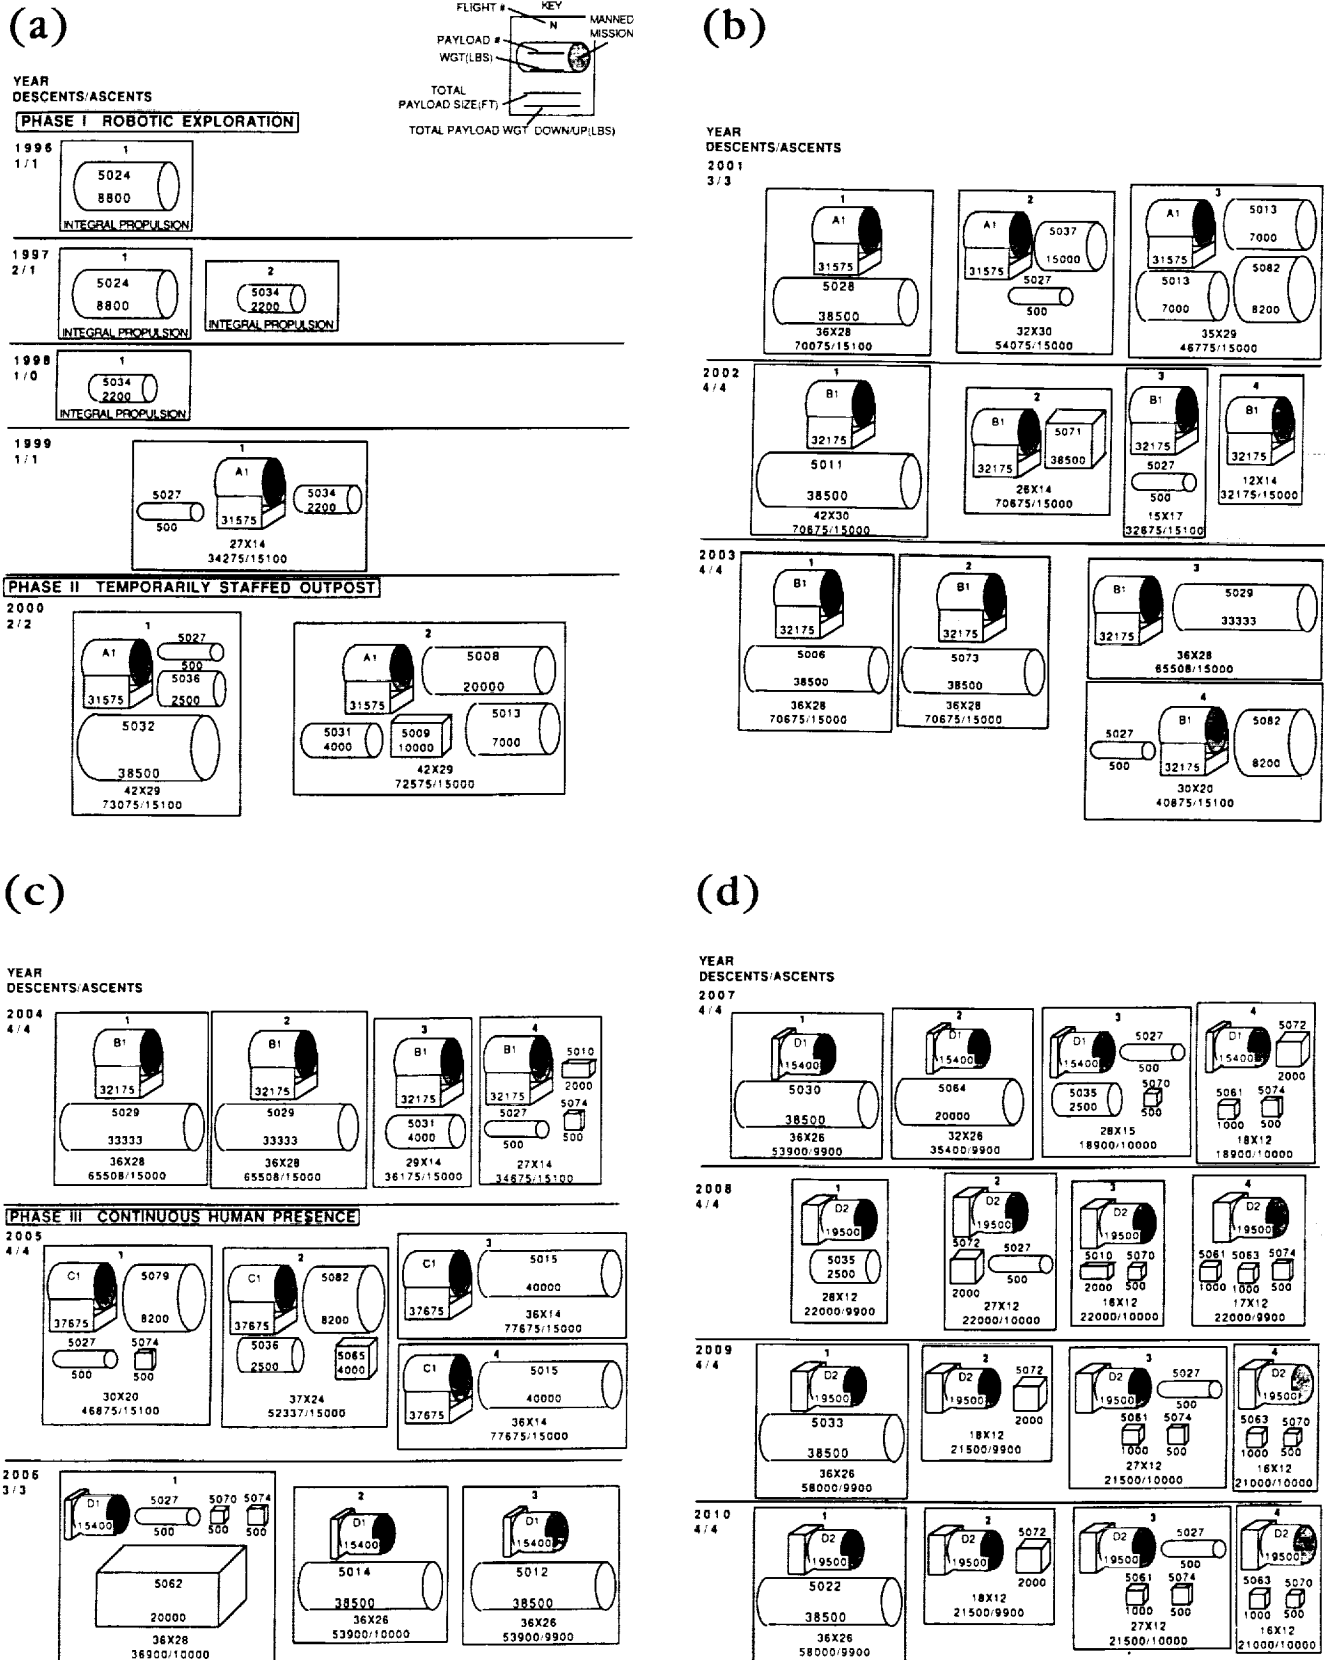 (a)
FLIGHT #
KEY
N
MANNED
MISSION
PAYLOAD #
WGT(LBS)
TOTAL
PAYLOAD SIZE(FT)
TOTAL PAYLOAD WGT DOWN/UP(LBS)
YEAR
DESCENTS/ASCENTS
PHASE I ROBOTIC EXPLORATION
1996
1/1
1
5024
8800
INTEGRAL PROPULSION
1997
2/1
1
5024
8800
INTEGRAL PROPULSION
2
5034
2200
INTEGRAL PROPULSION
1998
1/0
1
5034
2200
INTEGRAL PROPULSION
1999
1/1
1
5027
500
A1
31575
5034
2200
27X14
34275/15100
PHASE II TEMPORARILY STAFFED OUTPOST
2000
2/2
1
A1
31575
5027
500
5036
2500
5032
38500
42X29
73075/15100
2
A1
31575
5008
20000
5031
4000
5009
10000
5013
7000
42X29
72575/15000
(b)
YEAR
DESCENTS/ASCENTS
2001
3/3
1
A1
31575
5028
38500
36X28
70075/15100
2
A1
31575
5037
15000
5027
500
32X30
54075/15000
3
A1
31575
5013
7000
5013
7000
5082
8200
35X29
46775/15000
2002
4/4
1
B1
32175
5011
38500
42X30
70675/15000
2
B1
32175
5071
38500
26X14
70675/15000
3
B1
32175
5027
500
15X17
32675/15100
4
B1
32175
12X14
32175/15000
2003
4/4
1
B1
32175
5006
38500
36X28
70675/15000
2
B1
32175
5073
38500
36X28
70675/15000
3
B1
32175
5029
33333
36X28
65508/15000
4
5027
500
B1
32175
5082
8200
30X20
40875/15100
(c)
YEAR
DESCENTS/ASCENTS
2004
4/4
1
B1
32175
5029
33333
36X28
65508/15000
2
B1
32175
5029
33333
36X28
65508/15000
3
B1
32175
5031
4000
29X14
36175/15000
4
B1
32175
5010
2000
5027
500
5074
500
27X14
34675/15100
PHASE III CONTINUOUS HUMAN PRESENCE
2005
4/4
1
C1
37675
5079
8200
5027
500
5074
500
30X20
46875/15100
2
C1
37675
5082
8200
5036
2500
5065
4000
37X24
52337/15000
3
C1
37675
5015
40000
36X14
77675/15000
4
C1
37675
5015
40000
36X14
77675/15000
2006
3/3
1
D1
15400
5027
500
5070
500
5074
500
5062
20000
36X28
36900/10000
2
D1
15400
5014
38500
36X26
53900/10000
3
D1
15400
5012
38500
36X26
53900/9900
(d)
YEAR
DESCENTS/ASCENTS
2007
4/4
1
D1
15400
5030
38500
36X26
53900/9900
2
D1
15400
5064
20000
32X26
35400/9900
3
D1
15400
5027
500
5035
2500
5070
500
28X15
18900/10000
4
D1
15400
5072
2000
5061
1000
5074
500
18X12
18900/10000
2008
4/4
1
D2
19500
5035
2500
28X12
22000/9900
2
D2
19500
5072
2000
5027
500
27X12
22000/10000
3
D2
19500
5010
2000
5070
500
16X12
22000/10000
4
D2
19500
5061
1000
5063
1000
5074
500
17X12
22000/9900
2009
4/4
1
D2
19500
5033
38500
36X26
58000/9900
2
D2
19500
5072
2000
18X12
21500/9900
3
D2
19500
5027
500
5061
1000
5074
500
27X12
21500/10000
4
D2
19500
5063
1000
5070
500
16X12
21000/10000
2010
4/4
1
D2
19500
5022
38500
36X26
58000/9900
2
D2
19500
5072
2000
18X12
21500/9900
3
D2
19500
5027
500
5061
1000
5074
500
27X12
21500/10000
4
D2
19500
5063
1000
5070
500
16X12
21000/10000